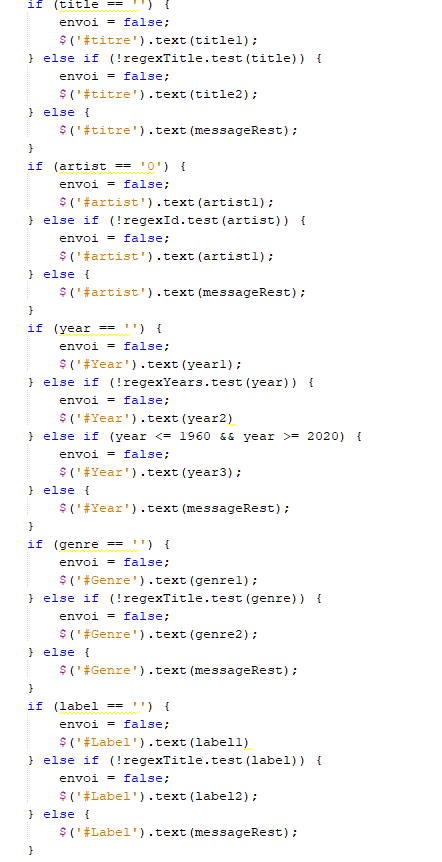 if (title == '') {
envoi = false;
$('#titre').text(title1);
} else if (!regexTitle.test(title)) {
envoi = false;
$('#titre').text(title2);
} else {
$('#titre').text(messageRest);
}
if (artist == '0') {
envoi = false;
$('#artist').text(artist1);
} else if (!regexId.test(artist)) {
envoi = false;
$('#artist').text(artist1);
} else {
$('#artist').text(messageRest);
}
if (year == '') {
envoi = false;
$('#Year').text(year1);
} else if (!regexYears.test(year)) {
envoi = false;
$('#Year').text(year2)
} else if (year <= 1960 && year >= 2020) {
envoi = false;
$('#Year').text(year3);
} else {
$('#Year').text(messageRest);
}
if (genre == '') {
envoi = false;
$('#Genre').text(genre1);
} else if (!regexTitle.test(genre)) {
envoi = false;
$('#Genre').text(genre2);
} else {
$('#Genre').text(messageRest);
}
if (label == '') {
envoi = false;
$('#Label').text(label1)
} else if (!regexTitle.test(label)) {
envoi = false;
$('#Label').text(label2);
} else {
$('#Label').text(messageRest);
}